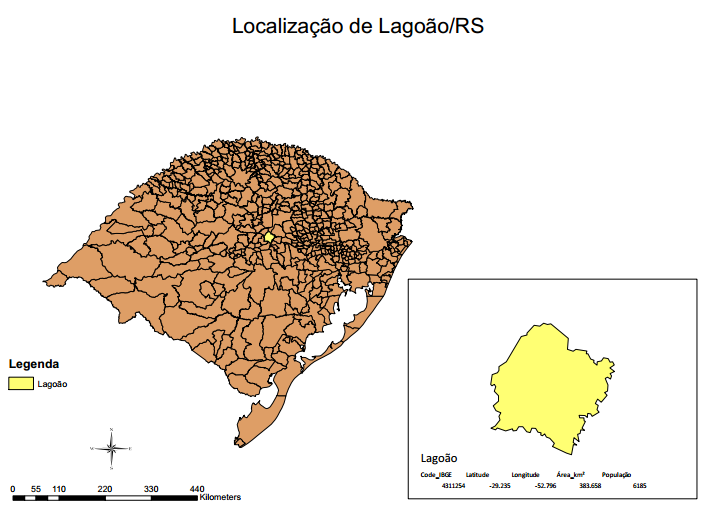 Localização de Lagoão/RS
Legenda
Lagoão
N
W E
S
0 55 110 220 330 440
Kilometers
Lagoão
Code_IBGE Latitude Longitude Área_km² População
4311254 -29.235 -52.796 383.658 6185